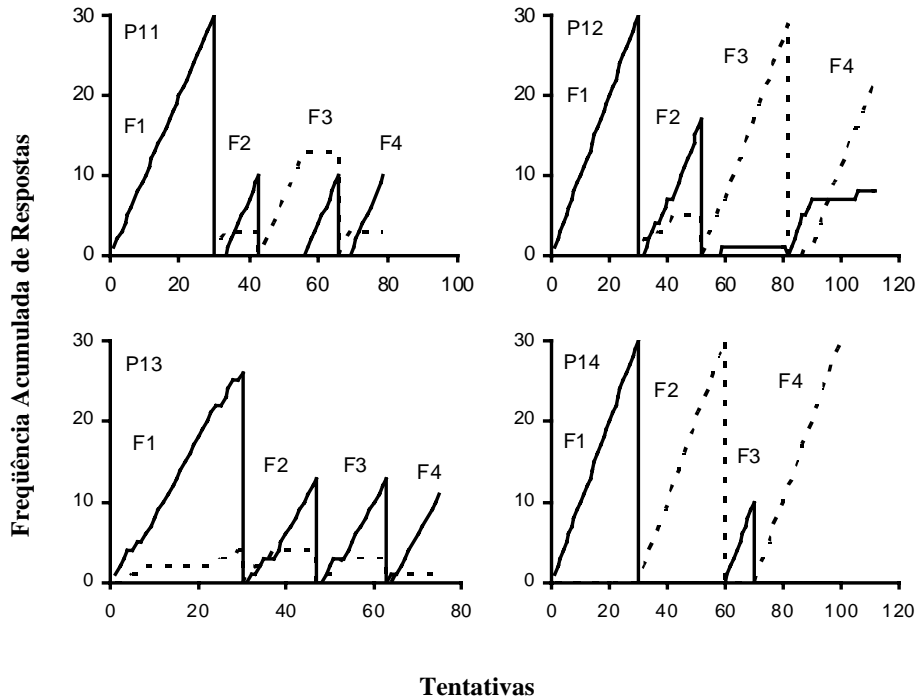 Freqüência Acumulada de Respostas
30
20
10
0
P11
F1
F2
F3
F4
0 20 40 60 80 100
30
20
10
0
P12
F1
F2
F3
F4
0 20 40 60 80 100 120
30
20
10
0
P13
F1
F2
F3
F4
0 20 40 60 80
30
20
10
0
P14
F1
F2
F3
F4
0 20 40 60 80 100 120
Tentativas